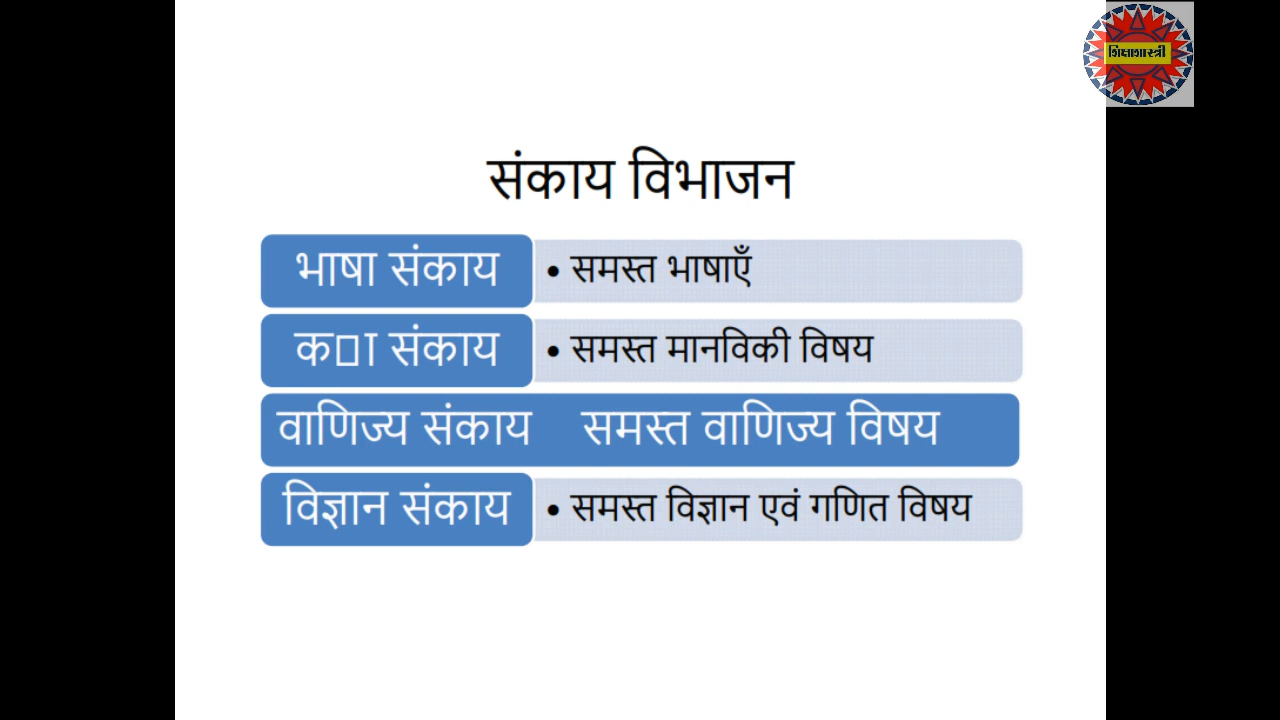 शिक्षाशास्त्री
संकाय विभाजन
भाषा संकाय • समस्त भाषाएँ
क□ा संकाय • समस्त मानविकी विषय
वाणिज्य संकाय समस्त वाणिज्य विषय
विज्ञान संकाय • समस्त विज्ञान एवं गणित विषय